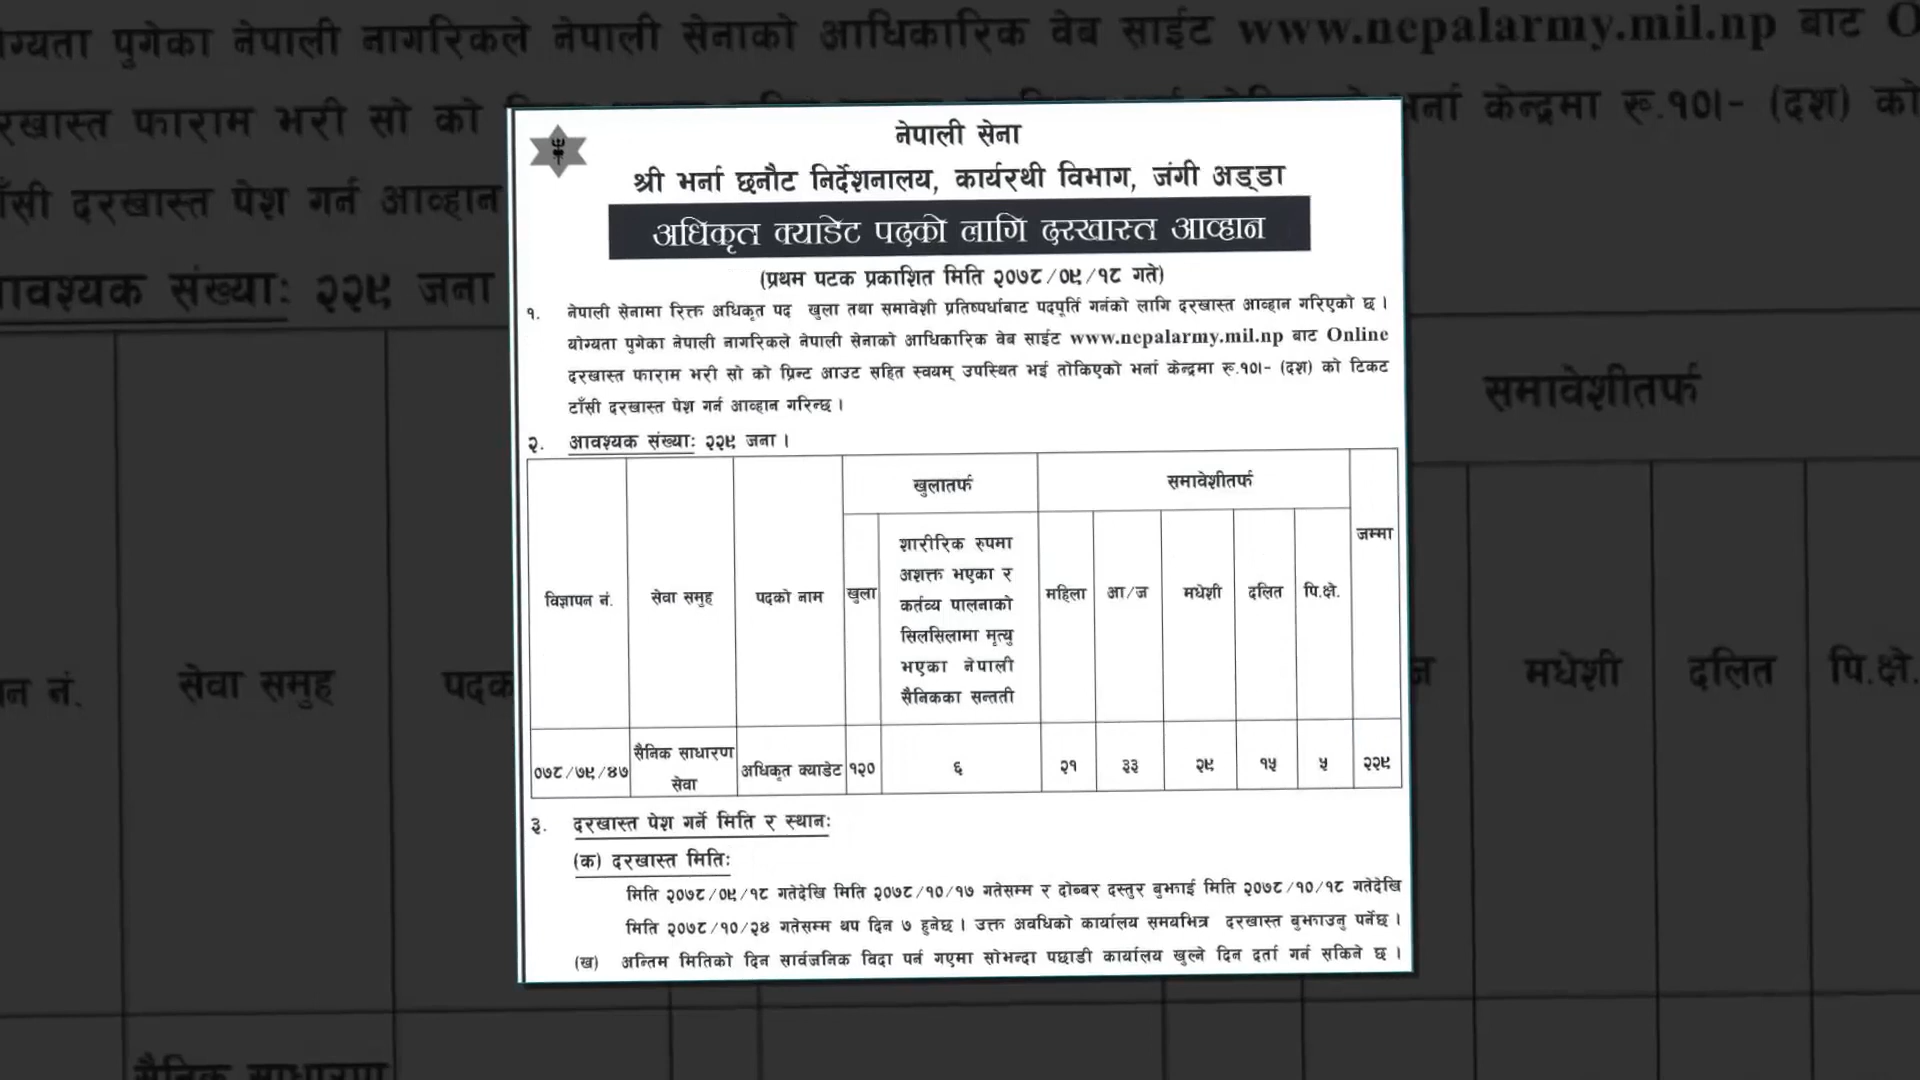 नेपाली सेना
श्री भर्ना छनौट निर्देशनालय, कार्यरथी विभाग, जंगी अड्डा
अधिकृत क्याडेट पदको लागि दरखास्त आव्हान
(प्रथम पटक प्रकाशित मिति २०७८/०९/१८ गते)
१. नेपाली सेनामा रिक्त अधिकृत पद खुला तथा समावेशी प्रतिष्पर्धाबाट पदपूर्ति गर्नको लागि दरखास्त आव्हान गरिएको छ ।
योग्यता पुगेका नेपाली नागरिकले नेपाली सेनाको आधिकारिक वेब साईट www.nepalarmy.mil.np बाट Online
दरखास्त फाराम भरी सो को प्रिन्ट आउट सहित स्वयम् उपस्थित भई तोकिएको भर्ना केन्द्रमा रू.१०।- (दश) को टिकट
टाँसी दरखास्त पेश गर्न आव्हान गरिन्छ ।
२. आवश्यक संख्याः २२९ जना ।
विज्ञापन नं. सेवा समुह पदको नाम खुलातर्फ समावेशीतर्फ जम्मा
खुला शारीरिक रुपमा अशक्त भएका र कर्तव्य पालनाको सिलसिलामा मृत्यु भएका नेपाली सैनिकका सन्तती महिला आ/ज मधेशी दलित पि.क्षे.
०७८/७९/४७ सैनिक साधारण सेवा अधिकृत क्याडेट १२० ६ २१ ३३ २९ १५ ५ २२९
३. दरखास्त पेश गर्ने मिति र स्थानः
(क) दरखास्त मितिः
मिति २०७८/०९/१८ गतेदेखि मिति २०७८/१०/१७ गतेसम्म र दोब्बर दस्तुर बुझाई मिति २०७८/१०/१८ गतेदेखि
मिति २०७८/१०/२४ गतेसम्म थप दिन ७ हुनेछ । उक्त अवधिको कार्यालय समयभित्र दरखास्त बुझाउनु पर्नेछ ।
(ख) अन्तिम मितिको दिन सार्वजनिक विदा पर्न गएमा सोभन्दा पछाडी कार्यालय खुल्ने दिन दर्ता गर्न सकिने छ ।